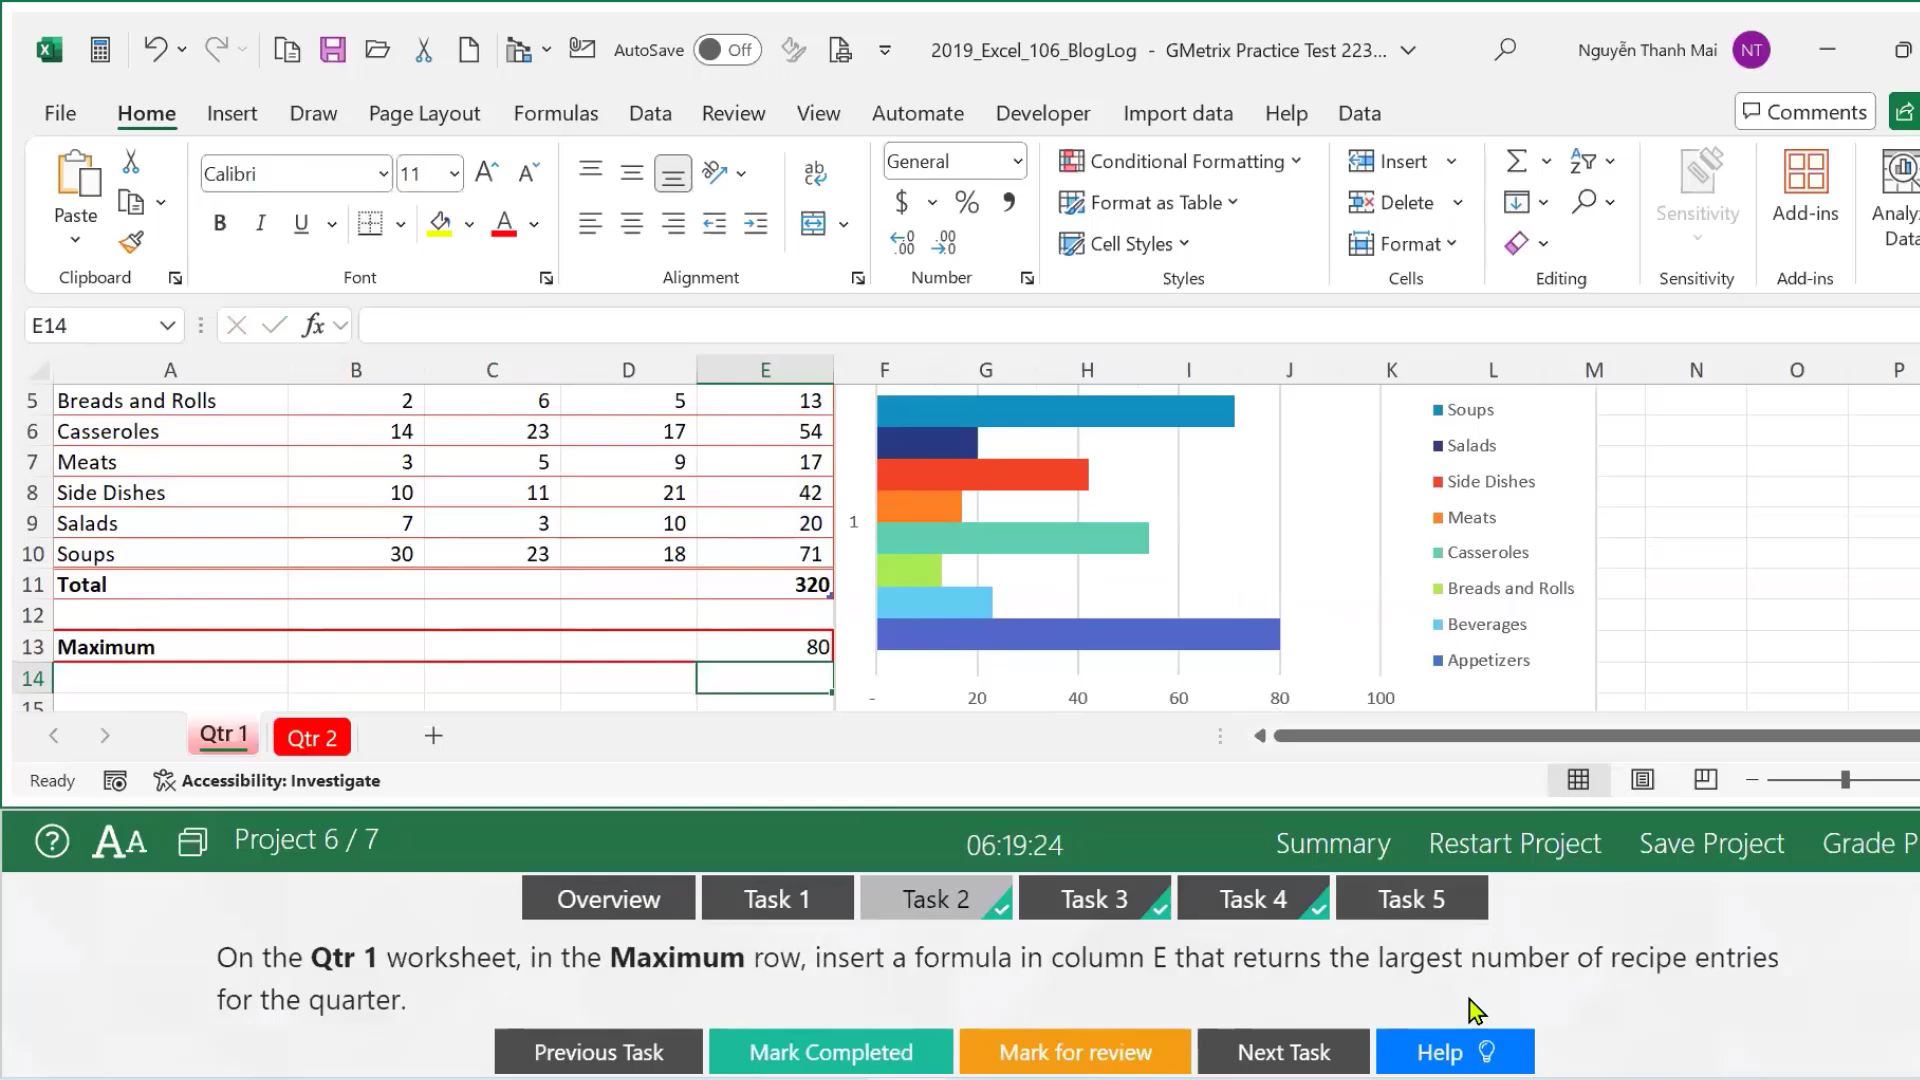 AutoSave Off 2019_Excel_106_BlogLog - GMetrix Practice Test 223... Nguyễn Thanh Mai NT
File Home Insert Draw Page Layout Formulas Data Review View Automate Developer Import data Help Data Comments
Calibri 11 General Conditional Formatting Insert
Paste Format as Table Delete Sensitivity Add-ins Analyz
B I U A $ % Cell Styles Format Data
Clipboard Font Alignment Number Styles Cells Editing Sensitivity Add-ins
E14 fx
A B C D E F G H I J K L M N O P
5 Breads and Rolls 2 6 5 13
6 Casseroles 14 23 17 54
7 Meats 3 5 9 17
8 Side Dishes 10 11 21 42
9 Salads 7 3 10 20
10 Soups 30 23 18 71
11 Total 320
12
13 Maximum 80
14
15
1
- 20 40 60 80 100
Soups
Salads
Side Dishes
Meats
Casseroles
Breads and Rolls
Beverages
Appetizers
Qtr 1 Qtr 2
Ready Accessibility: Investigate
Project 6 / 7 06:19:24 Summary Restart Project Save Project Grade P
Overview Task 1 Task 2 Task 3 Task 4 Task 5
On the Qtr 1 worksheet, in the Maximum row, insert a formula in column E that returns the largest number of recipe entries
for the quarter.
Previous Task Mark Completed Mark for review Next Task Help